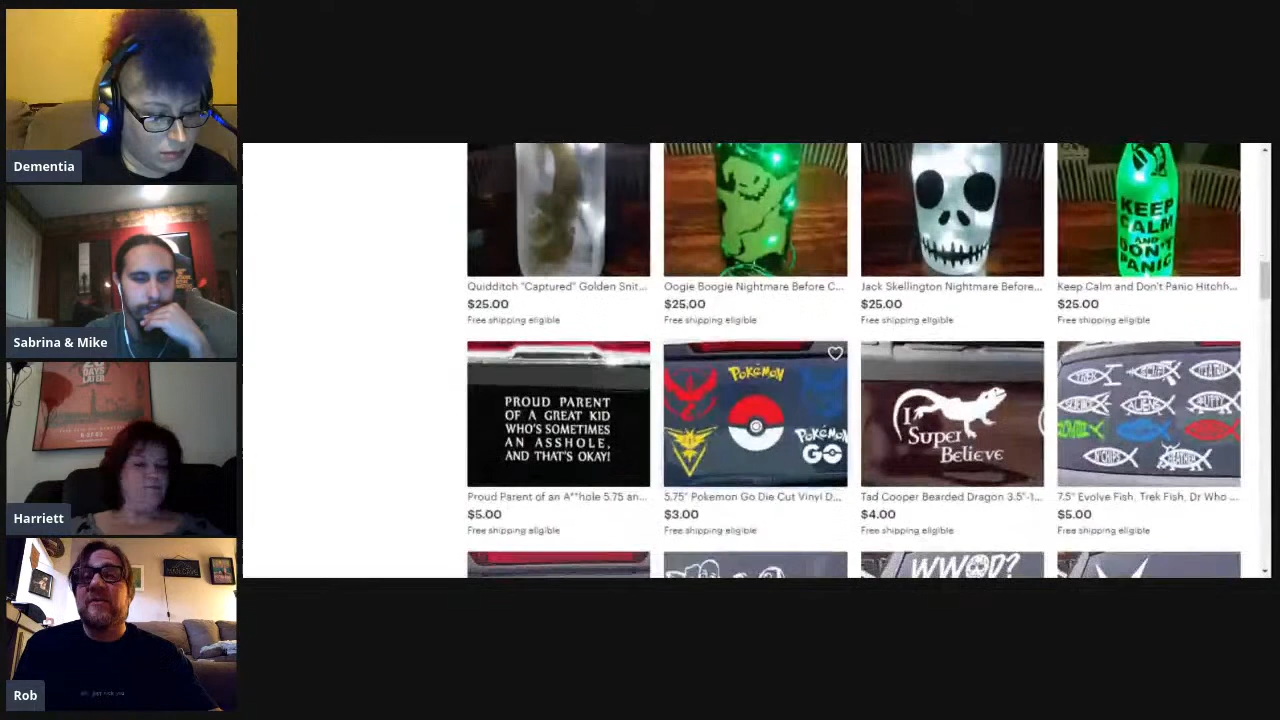 Dementia
Sabrina & Mike
DAYS
LATER
Harriett
Rob
KEEP
CALM
AND
DON'T
PANIC
Quidditch "Captured" Golden Snit...
Oogie Boogie Nightmare Before C...
Jack Skellington Nightmare Before...
Keep Calm and Don't Panic Hitchh...
$25.00
$25.00
$25.00
$25.00
Free shipping eligible
Free shipping eligible
Free shipping eligible
Free shipping eligible
PROUD PARENT
OF A GREAT KID
WHO'S SOMETIMES
AN ASSHOLE,
AND THAT'S OKAY!
POKéMON
POKéMON
GO
I
Super
Believe
TREK
ALIENS
N'CHIPS
Proud Parent of an A**hole 5.75 an...
5.75" Pokemon Go Die Cut Vinyl D...
Tad Cooper Bearded Dragon 3.5"-1...
7.5" Evolve Fish, Trek Fish, Dr Who ...
$5.00
$3.00
$4.00
$5.00
Free shipping eligible
Free shipping eligible
Free shipping eligible
Free shipping eligible
WWOD?